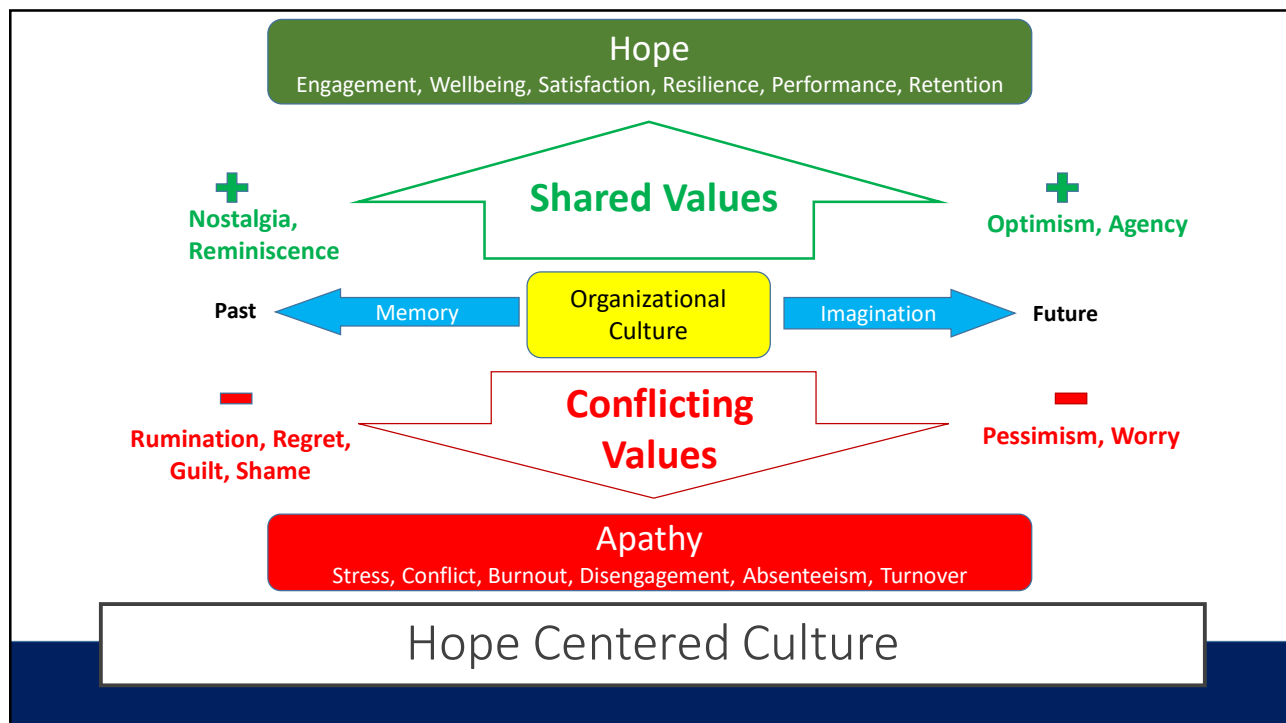 Hope
Engagement, Wellbeing, Satisfaction, Resilience, Performance, Retention
Shared Values
Nostalgia,
Reminiscence
Optimism, Agency
Past
Memory
Organizational
Culture
Imagination
Future
Conflicting
Values
Rumination, Regret,
Guilt, Shame
Pessimism, Worry
Apathy
Stress, Conflict, Burnout, Disengagement, Absenteeism, Turnover
Hope Centered Culture